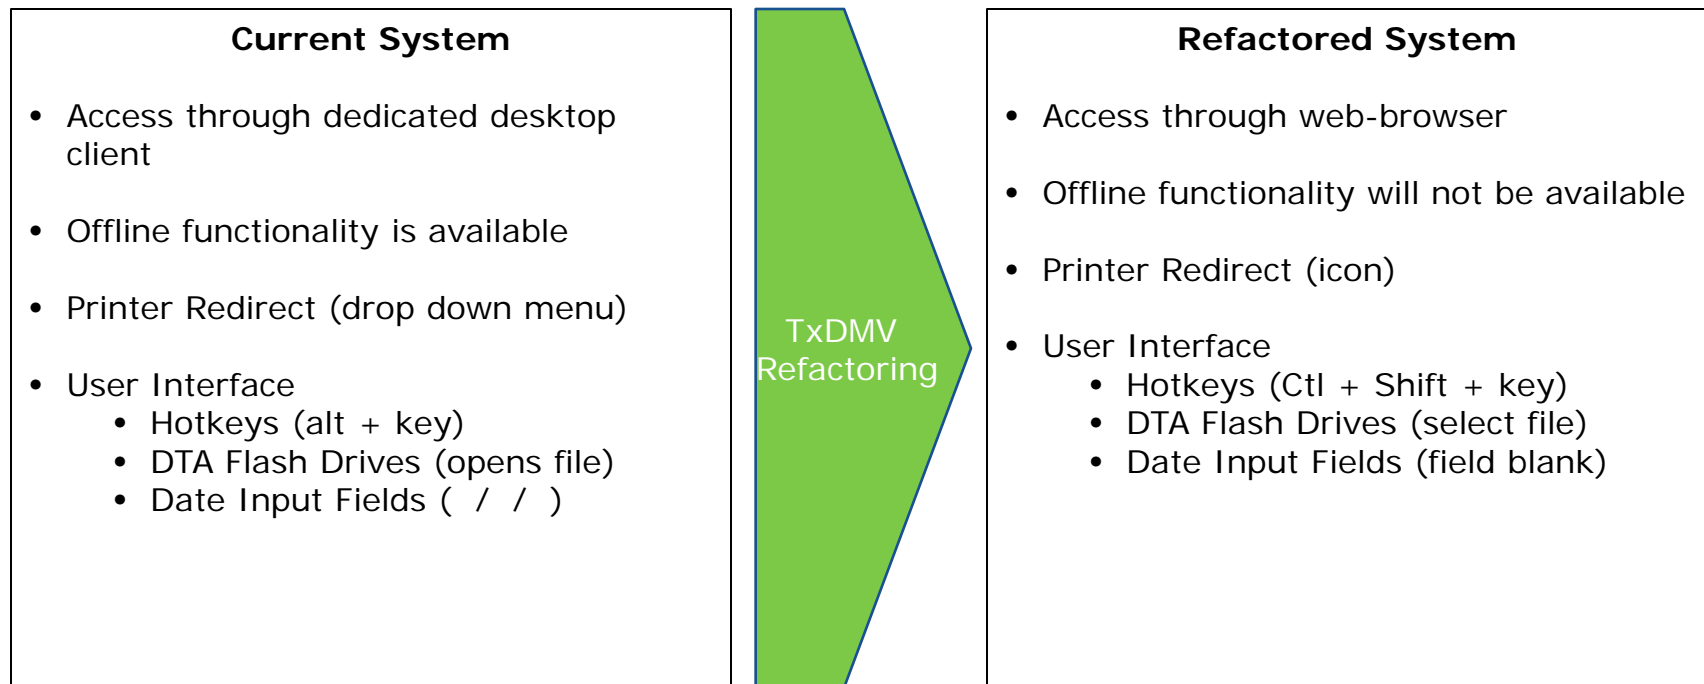 Current System
• Access through dedicated desktop
client
• Offline functionality is available
• Printer Redirect (drop down menu)
• User Interface
• Hotkeys (alt + key)
• DTA Flash Drives (opens file)
• Date Input Fields (  /  /  )
TxDMV
Refactoring
Refactored System
• Access through web-browser
• Offline functionality will not be available
• Printer Redirect (icon)
• User Interface
• Hotkeys (Ctl + Shift + key)
• DTA Flash Drives (select file)
• Date Input Fields (field blank)